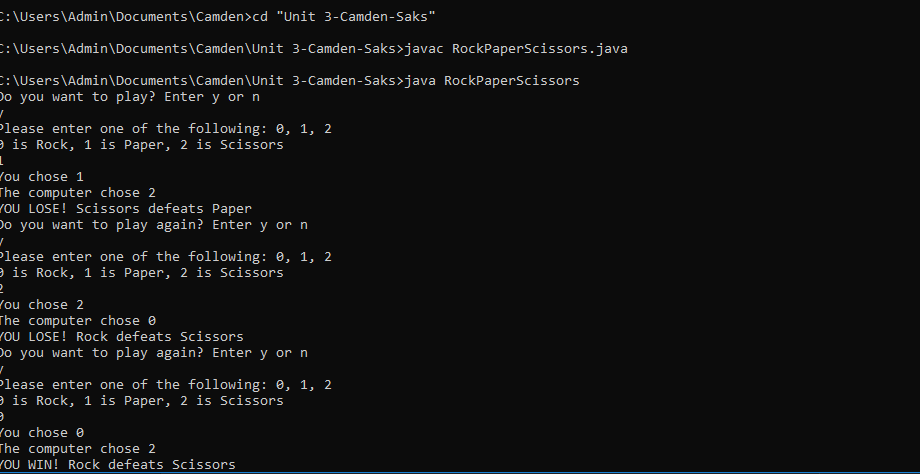 C:\Users\Admin\Documents\Camden>cd "Unit 3-Camden-Saks"
C:\Users\Admin\Documents\Camden\Unit 3-Camden-Saks>javac RockPaperScissors.java
C:\Users\Admin\Documents\Camden\Unit 3-Camden-Saks>java RockPaperScissors
Do you want to play? Enter y or n
y
Please enter one of the following: 0, 1, 2
0 is Rock, 1 is Paper, 2 is Scissors
1
You chose 1
The computer chose 2
YOU LOSE! Scissors defeats Paper
Do you want to play again? Enter y or n
y
Please enter one of the following: 0, 1, 2
0 is Rock, 1 is Paper, 2 is Scissors
2
You chose 2
The computer chose 0
YOU LOSE! Rock defeats Scissors
Do you want to play again? Enter y or n
y
Please enter one of the following: 0, 1, 2
0 is Rock, 1 is Paper, 2 is Scissors
0
You chose 0
The computer chose 2
YOU WIN! Rock defeats Scissors